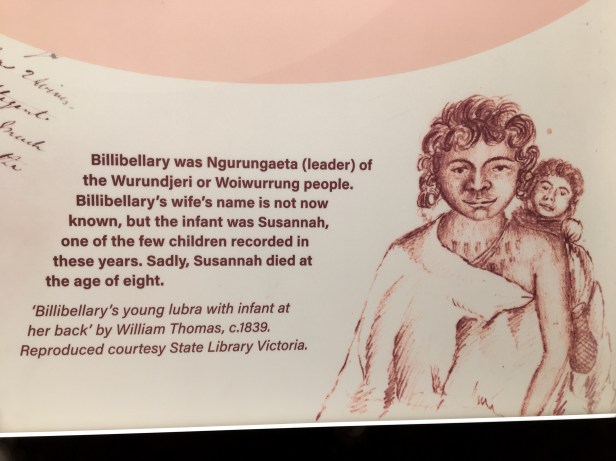 Billibellary was Ngurungaeta (leader) of
the Wurundjeri or Woiwurrung people.
Billibellary's wife's name is not now
known, but the infant was Susannah,
one of the few children recorded in
these years. Sadly, Susannah died at
the age of eight.
'Billibellary's young lubra with infant at
her back' by William Thomas, c.1839.
Reproduced courtesy State Library Victoria.